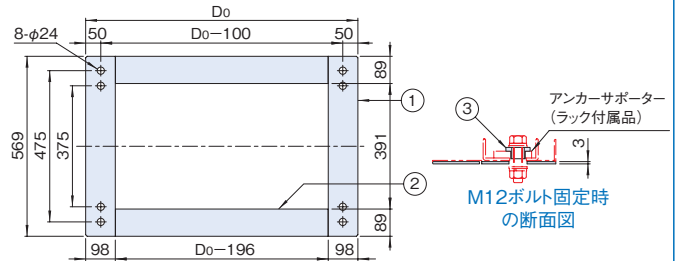 D0
8-φ24
50
D0−100
50
569
475
375
89
391
89
①
②
98
D0−196
98
③
アンカーサポーター
(ラック付属品)
3
M12ボルト固定時
の断面図